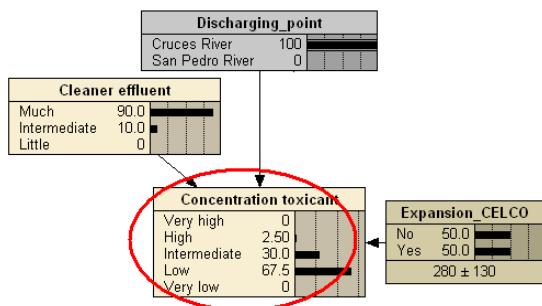 Discharging_point
Cruces River 100
San Pedro River 0
Cleaner effluent
Much 90.0
Intermediate 10.0
Little 0
Concentration toxicant
Very high 0
High 2.50
Intermediate 30.0
Low 67.5
Very low 0
Expansion_CELCO
No 50.0
Yes 50.0
280 ± 130